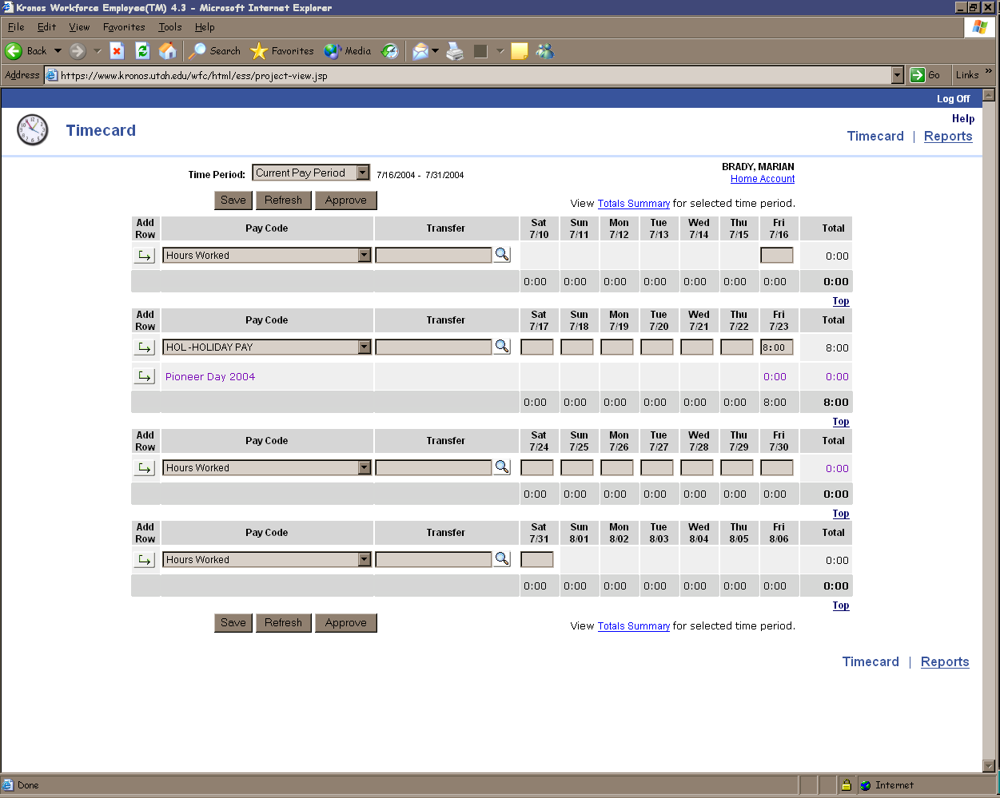 Kronos Workforce Employee(TM) 4.3 - Microsoft Internet Explorer
File Edit View Favorites Tools Help
Back Search Favorites Media
Address https://www.kronos.utah.edu/wfc/html/ess/project-view.jsp Go Links »
Log Off
Help
Timecard
Timecard | Reports
Time Period: Current Pay Period 7/16/2004 - 7/31/2004
BRADY, MARIAN
Home Account
Save Refresh Approve
View Totals Summary for selected time period.
Add Row Pay Code Transfer Sat 7/10 Sun 7/11 Mon 7/12 Tue 7/13 Wed 7/14 Thu 7/15 Fri 7/16 Total
Hours Worked 0:00
0:00 0:00 0:00 0:00 0:00 0:00 0:00 0:00
Top
Add Row Pay Code Transfer Sat 7/17 Sun 7/18 Mon 7/19 Tue 7/20 Wed 7/21 Thu 7/22 Fri 7/23 Total
HOL -HOLIDAY PAY 8:00 8:00
Pioneer Day 2004 0:00 0:00
0:00 0:00 0:00 0:00 0:00 0:00 8:00 8:00
Top
Add Row Pay Code Transfer Sat 7/24 Sun 7/25 Mon 7/26 Tue 7/27 Wed 7/28 Thu 7/29 Fri 7/30 Total
Hours Worked 0:00
0:00 0:00 0:00 0:00 0:00 0:00 0:00 0:00
Top
Add Row Pay Code Transfer Sat 7/31 Sun 8/01 Mon 8/02 Tue 8/03 Wed 8/04 Thu 8/05 Fri 8/06 Total
Hours Worked 0:00
0:00 0:00 0:00 0:00 0:00 0:00 0:00 0:00
Top
Save Refresh Approve
View Totals Summary for selected time period.
Timecard | Reports
Done Internet